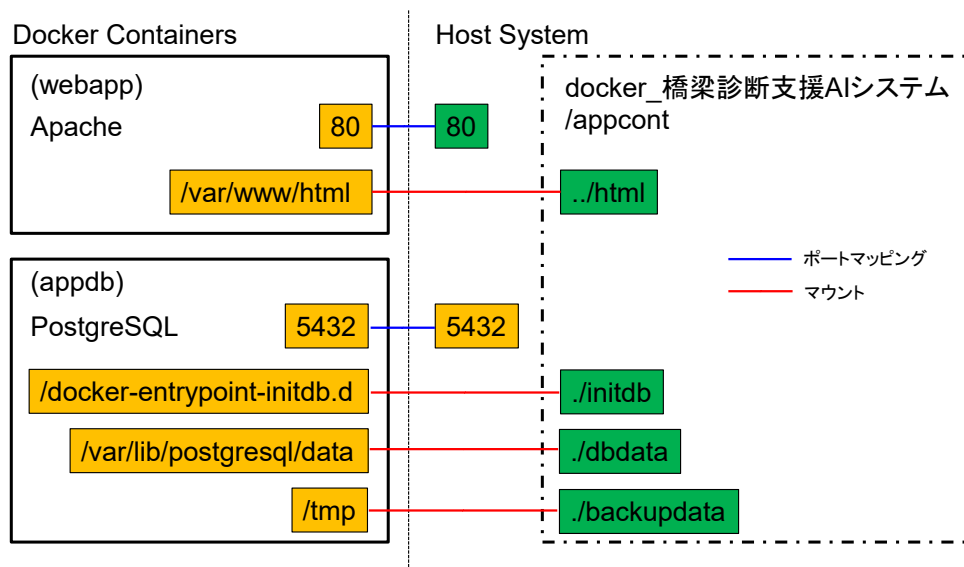 Docker Containers
Host System
(webapp)
Apache
80
80
/var/www/html
../html
docker_橋梁診断支援AIシステム
/appcont
ポートマッピング
マウント
(appdb)
PostgreSQL
5432
5432
/docker-entrypoint-initdb.d
./initdb
/var/lib/postgresql/data
./dbdata
/tmp
./backupdata